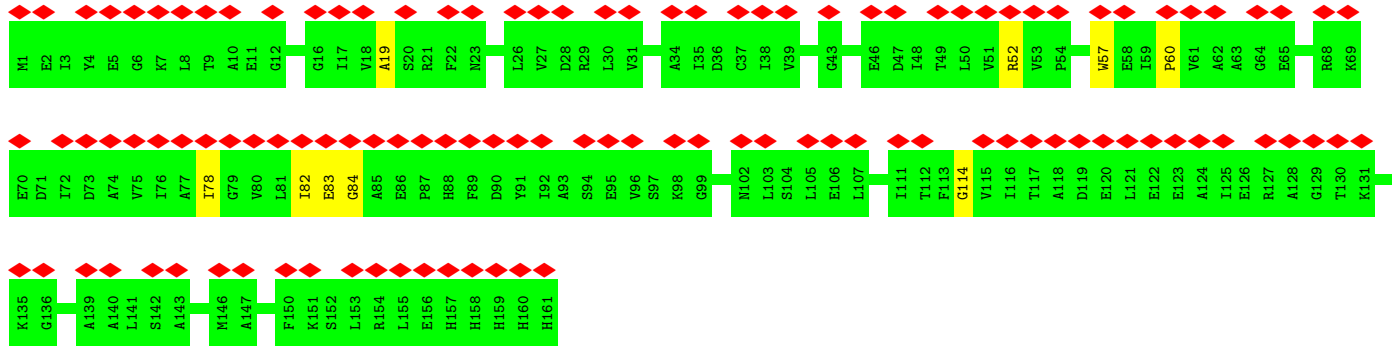 M1 E2 I3 Y4 E5 G6 K7 L8 T9 A10 E11 G12 G16 I17 V18 A19 S20 R21 F22 N23 L26 V27 D28 R29 L30 V31 A34 I35 D36 C37 I38 V39 G43 E46 D47 I48 T49 L50 V51 R52 V53 P54 W57 E58 I59 P60 V61 A62 A63 G64 E65 R68 K69
E70 D71 I72 D73 A74 V75 I76 A77 I78 G79 V80 L81 I82 E83 G84 A85 E86 P87 H88 F89 D90 Y91 I92 A93 S94 E95 V96 S97 K98 G99 N102 L103 S104 L105 E106 L107 I111 T112 F113 G114 V115 I116 T117 A118 D119 E120 L121 E122 E123 A124 I125 E126 R127 A128 G129 T130 K131
K135 G136 A139 A140 L141 S142 A143 M146 A147 F150 K151 S152 L153 R154 L155 E156 H157 H158 H159 H160 H161